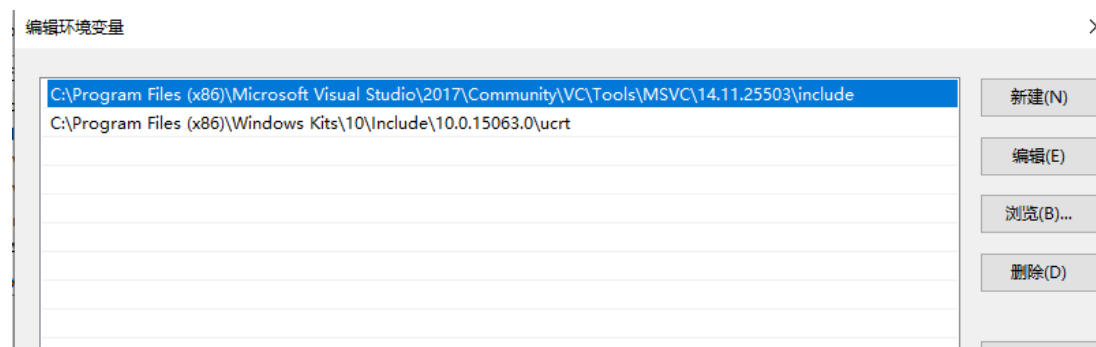 编辑环境变量
C:\Program Files (x86)\Microsoft Visual Studio\2017\Community\VC\Tools\MSVC\14.11.25503\include
新建(N)
C:\Program Files (x86)\Windows Kits\10\Include\10.0.15063.0\ucrt
编辑(E)
浏览(B)...
删除(D)